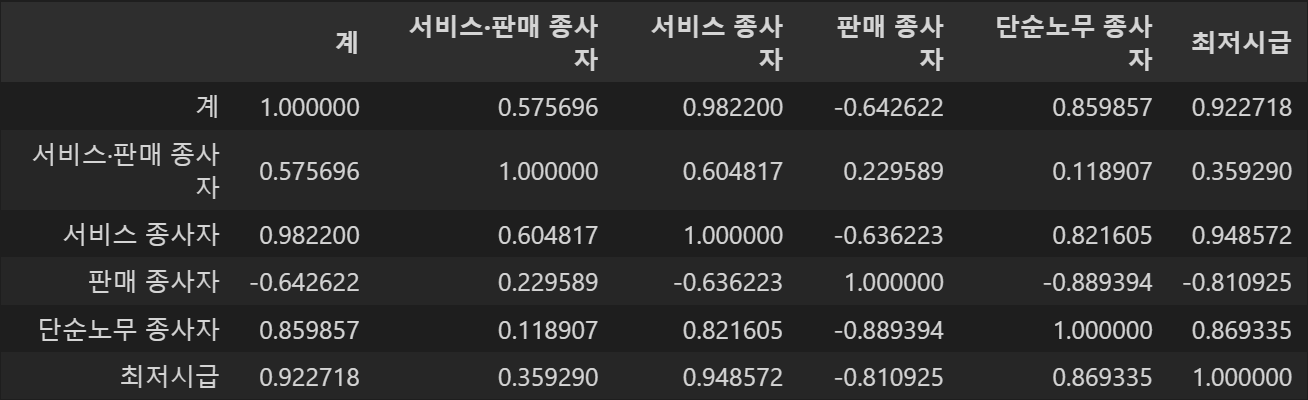 계 서비스·판매 종사 서비스 종사 판매 종사 단순노무 종사 최저시급
자 자 자 자
계 1.000000 0.575696 0.982200 -0.642622 0.859857 0.922718
서비스·판매 종사
자 0.575696 1.000000 0.604817 0.229589 0.118907 0.359290
서비스 종사자 0.982200 0.604817 1.000000 -0.636223 0.821605 0.948572
판매 종사자 -0.642622 0.229589 -0.636223 1.000000 -0.889394 -0.810925
단순노무 종사자 0.859857 0.118907 0.821605 -0.889394 1.000000 0.869335
최저시급 0.922718 0.359290 0.948572 -0.810925 0.869335 1.000000